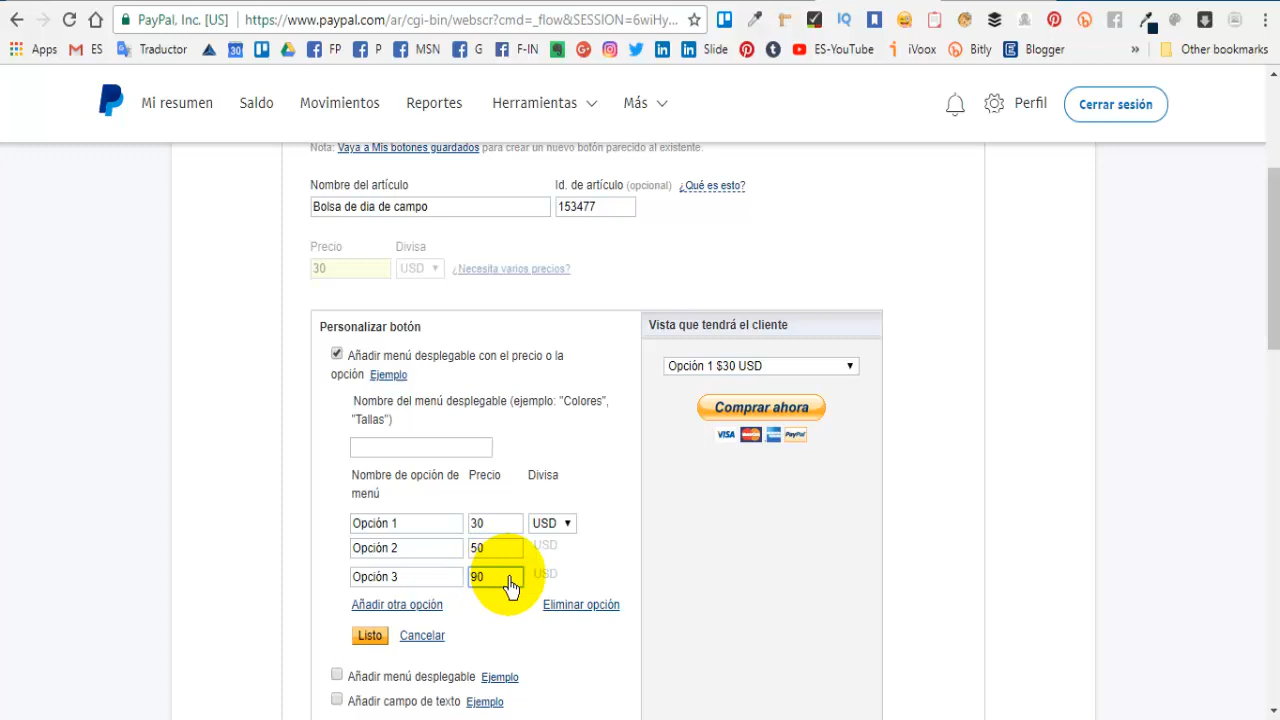 PayPal, Inc. [US] https://www.paypal.com/ar/cgi-bin/webscr?cmd=_flow&SESSION=6wiHy...
Apps ES Traductor FP P MSN G F-IN Slide ES-YouTube iVoox Bitly Blogger » Other bookmarks
Mi resumen Saldo Movimientos Reportes Herramientas Más Perfil Cerrar sesión
Nota: Vaya a Mis botones guardados para crear un nuevo botón parecido al existente.
Nombre del artículo Id. de artículo (opcional) ¿Qué es esto?
Bolsa de dia de campo 153477
Precio Divisa
30 USD ¿Necesita varios precios?
Personalizar botón Vista que tendrá el cliente
Añadir menú desplegable con el precio o la
opción Ejemplo
Opción 1 $30 USD
Nombre del menú desplegable (ejemplo: "Colores",
"Tallas")
Comprar ahora
VISA PayPal
Nombre de opción de Precio Divisa
menú
Opción 1 30 USD
Opción 2 50 USD
Opción 3 90 USD
Añadir otra opción Eliminar opción
Listo Cancelar
Añadir menú desplegable Ejemplo
Añadir campo de texto Ejemplo